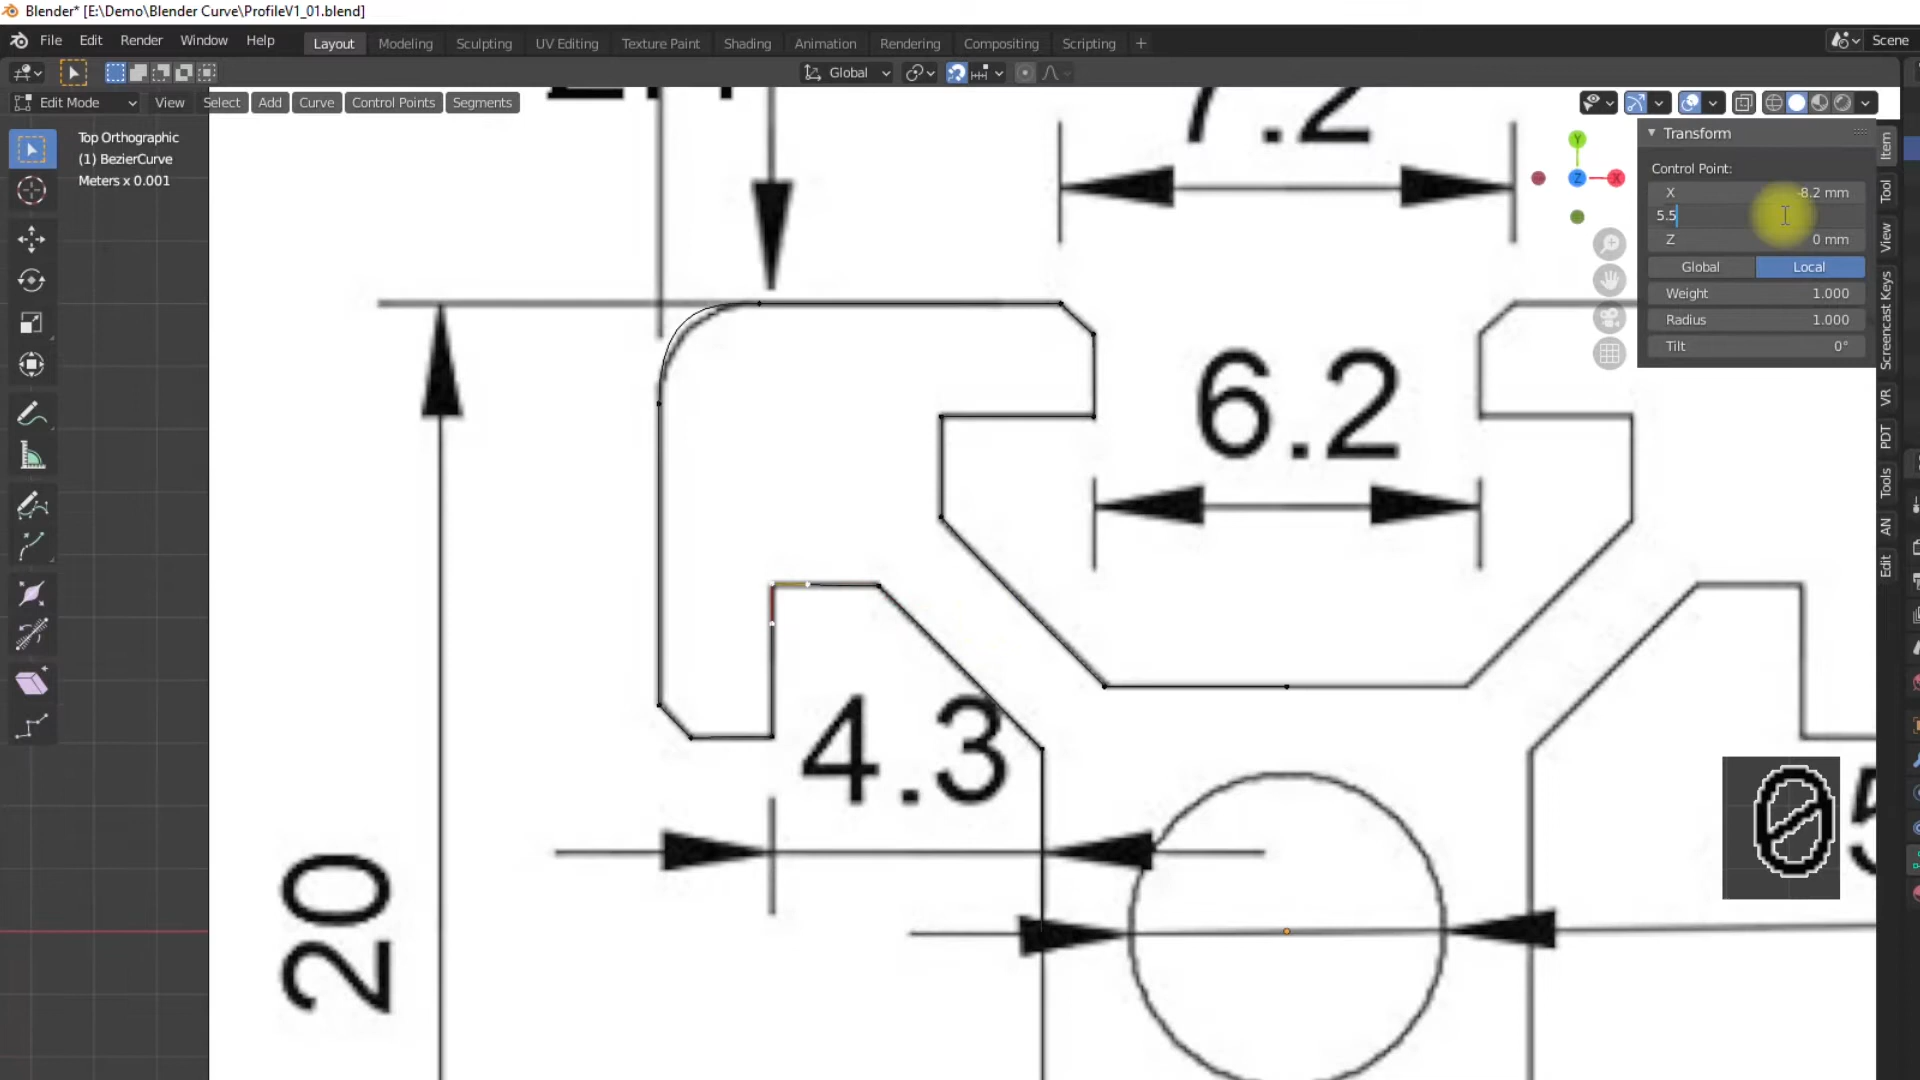 Blender* [E:\Demo\Blender Curve\ProfileV1_01.blend]
File Edit Render Window Help Layout Modeling Sculpting UV Editing Texture Paint Shading Animation Rendering Compositing Scripting + Scene
Global
Edit Mode View Select Add Curve Control Points Segments
Top Orthographic
(1) BezierCurve
Meters x 0.001
Transform
Control Point:
X -8.2 mm
5.5
Z 0 mm
Global Local
Weight 1.000
Radius 1.000
Tilt 0°
Y
Z
X
Item
Tool
View
Screencast Keys
VR
PDT
Tools
AN
Edit
7.2
6.2
4.3
20
Ø5